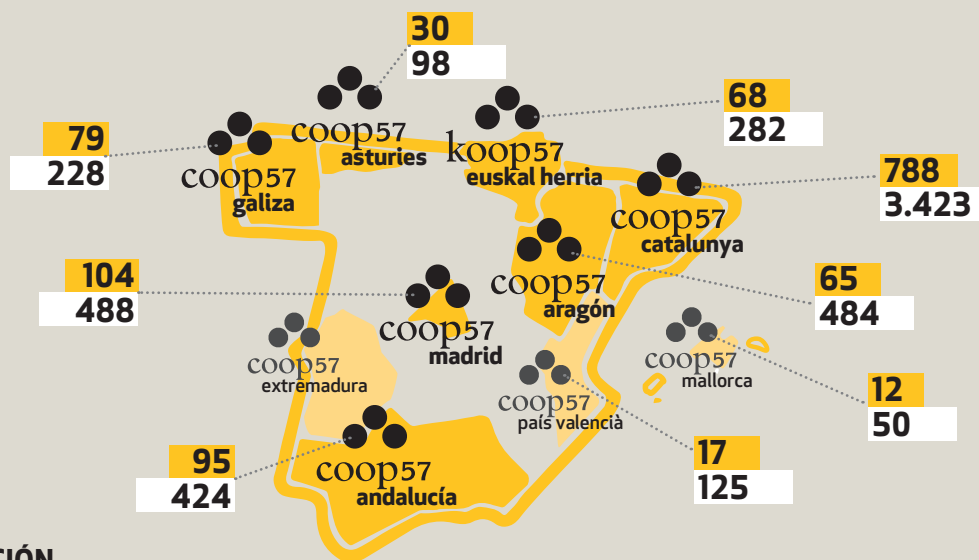 30
98
68
282
79
228
788
3.423
coop57
asturies
koop57
euskal herria
coop57
galiza
coop57
catalunya
104
488
coop57
aragón
65
484
coop57
madrid
coop57
extremadura
coop57
mallorca
coop57
país valencià
12
50
95
424
coop57
andalucía
17
125
CIÓN